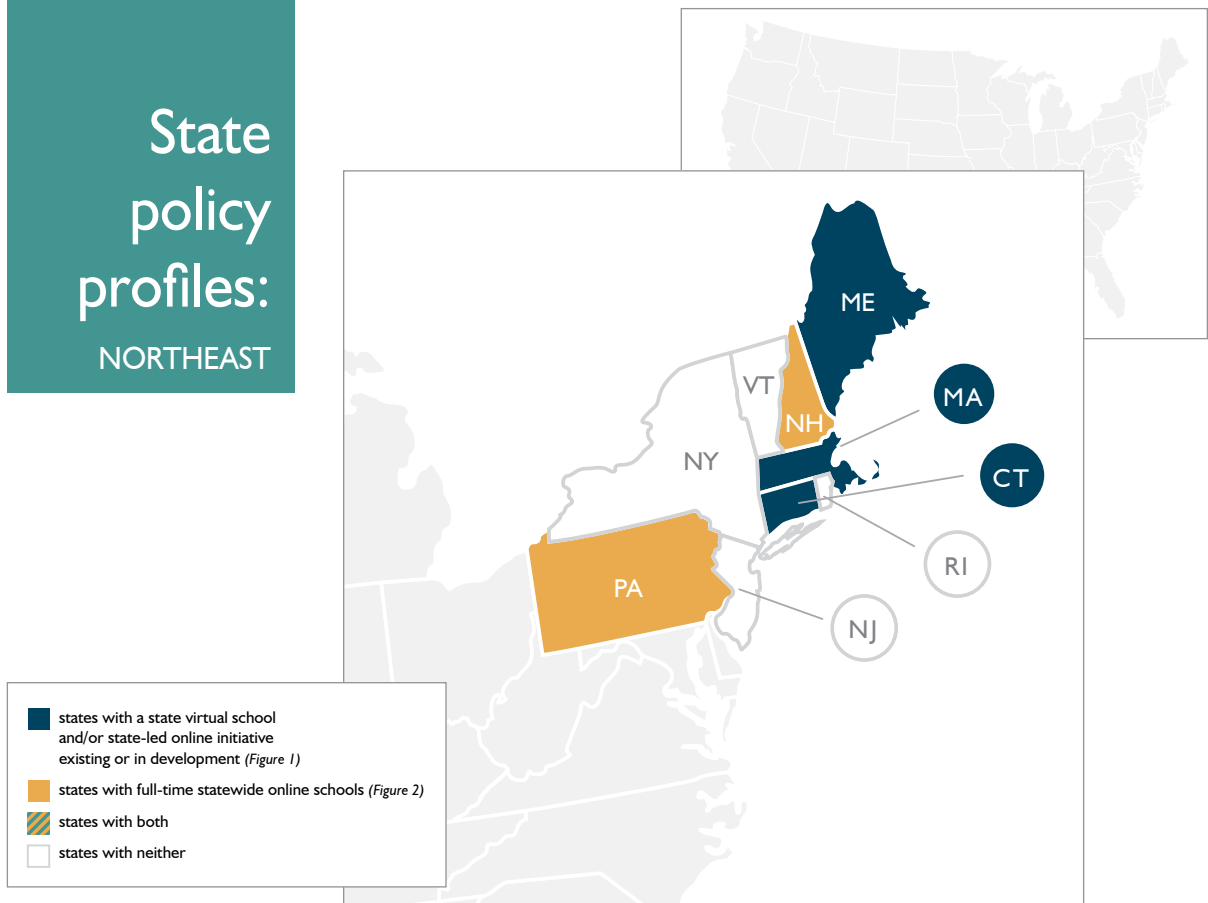 State
policy
profiles:
NORTHEAST
ME
MA
VT
NH
NY
CT
RI
PA
NJ
states with a state virtual school
and/or state-led online initiative
existing or in development (Figure 1)
states with full-time statewide online schools (Figure 2)
states with both
states with neither